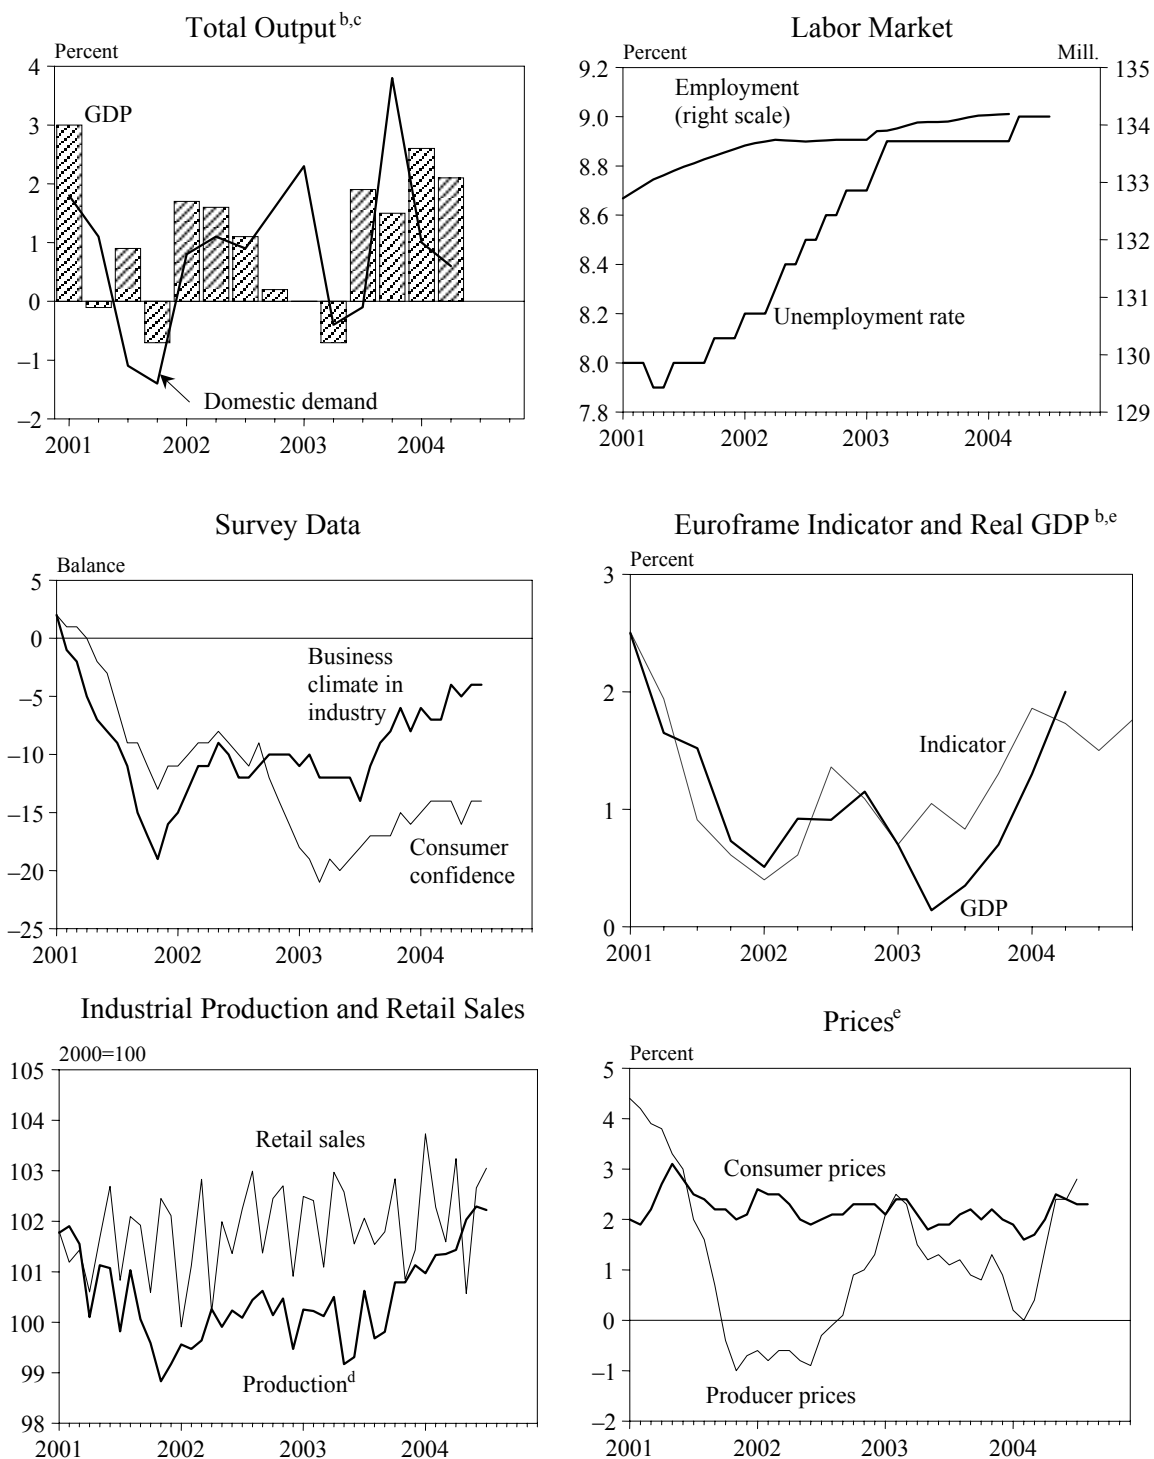 Total Output b,c
Percent
4
3
2
1
0
–1
–2
GDP
Domestic demand
2001 2002 2003 2004
Labor Market
Percent Mill.
9.2
9.0
8.8
8.6
8.4
8.2
8.0
7.8
135
134
133
132
131
130
129
Employment
(right scale)
Unemployment rate
2001 2002 2003 2004
Survey Data
Balance
5
0
–5
–10
–15
–20
–25
Business
climate in
industry
Consumer
confidence
2001 2002 2003 2004
Euroframe Indicator and Real GDP b,e
Percent
3
2
1
0
Indicator
GDP
2001 2002 2003 2004
Industrial Production and Retail Sales
2000=100
105
104
103
102
101
100
99
98
Retail sales
Production d
2001 2002 2003 2004
Prices e
Percent
5
4
3
2
1
0
–1
–2
Consumer prices
Producer prices
2001 2002 2003 2004